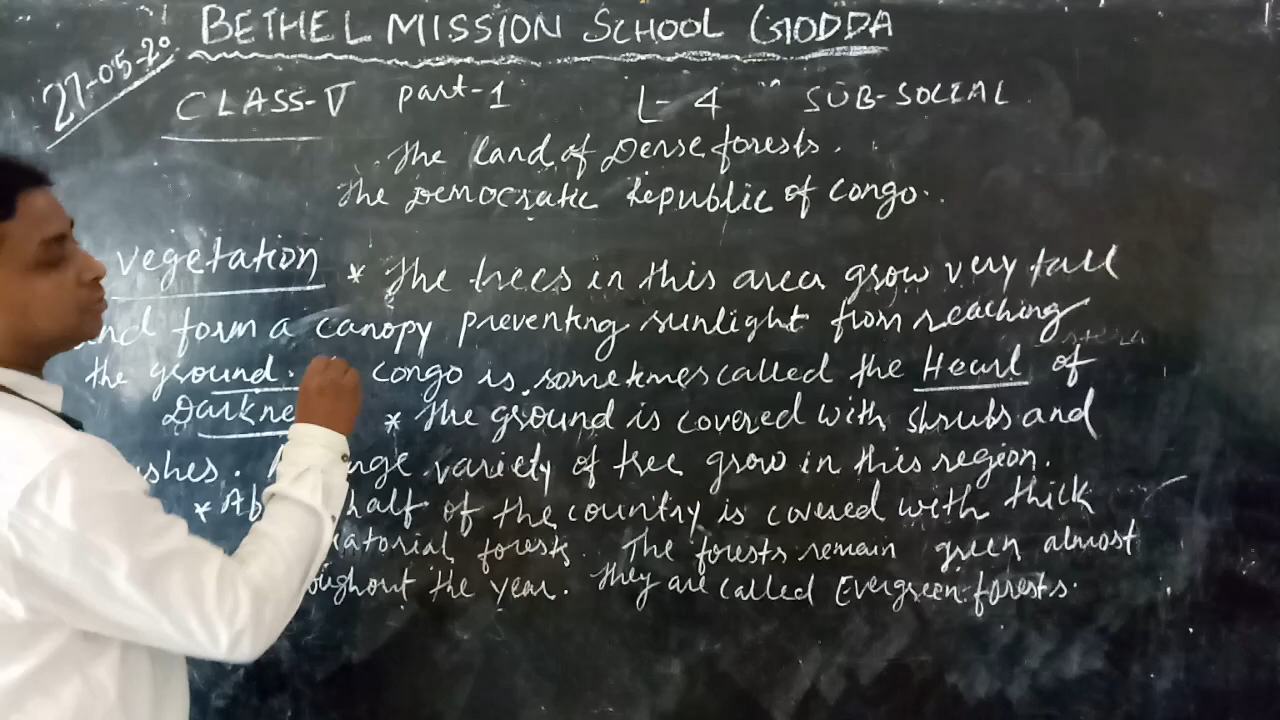 BETHEL MISSION SCHOOL GODDA
27-05-20
CLASS-V part-1 L-4 SUB-SOCIAL
The land of Dense forests.
The Democratic Republic of Congo.
vegetation * The trees in this area grow very tall
and form a canopy preventing sunlight from reaching
the ground. congo is sometimes called the Heart of
Darkne * The ground is covered with shrubs and
shes. variety of tree grow in this region.
* Ab half of the country is covered with thick
atorial forests. The forests remain green almost
oughout the year. They are called Evergreen forests.